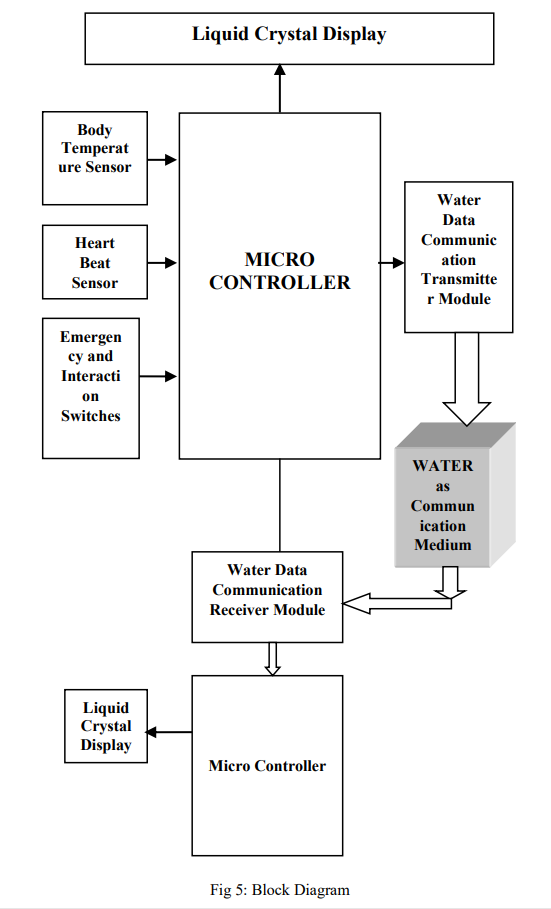 Liquid Crystal Display
Body
Temperat
ure Sensor
Heart
Beat
Sensor
Emergen
cy and
Interacti
on
Switches
MICRO
CONTROLLER
Water
Data
Communic
ation
Transmitte
r Module
WATER
as
Commun
ication
Medium
Water Data
Communication
Receiver Module
Liquid
Crystal
Display
Micro Controller
Fig 5: Block Diagram